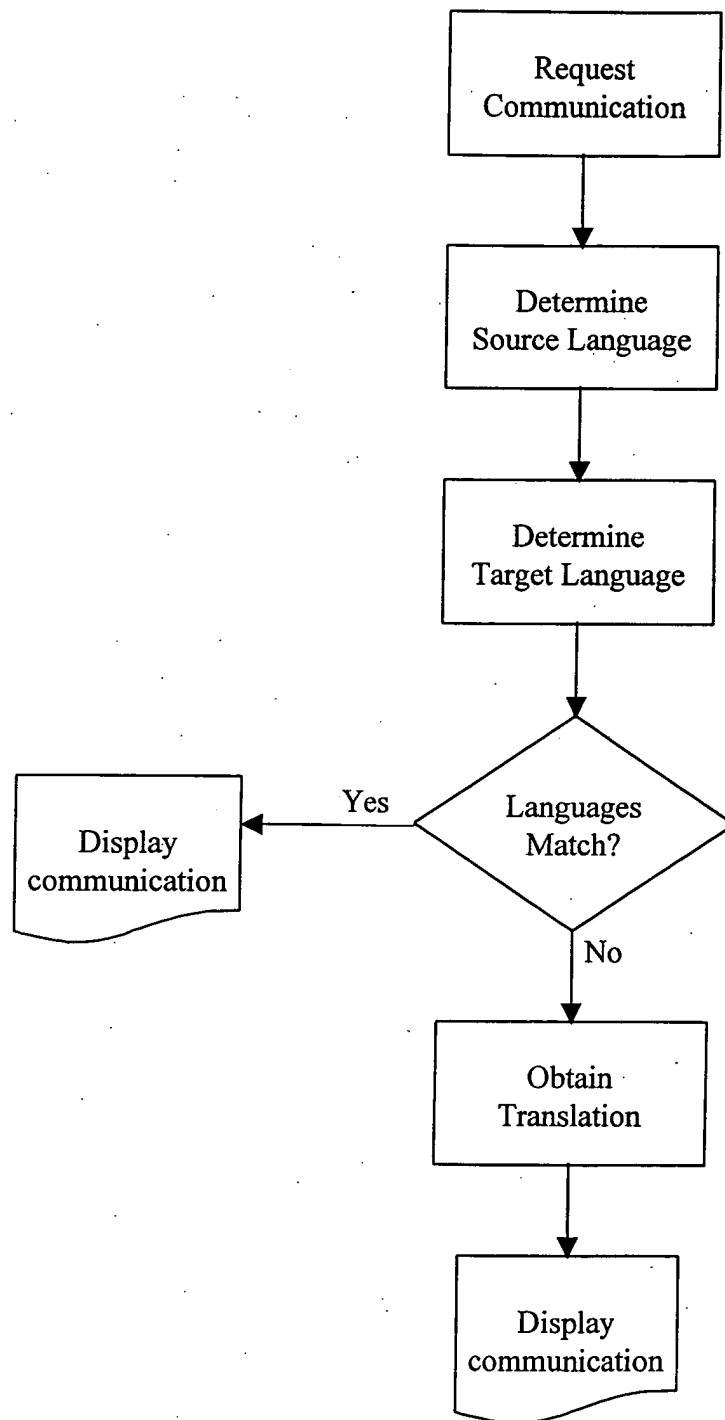 Request
Communication
Determine
Source Language
Determine
Target Language
Languages
Match?
Yes
Display
communication
No
Obtain
Translation
Display
communication